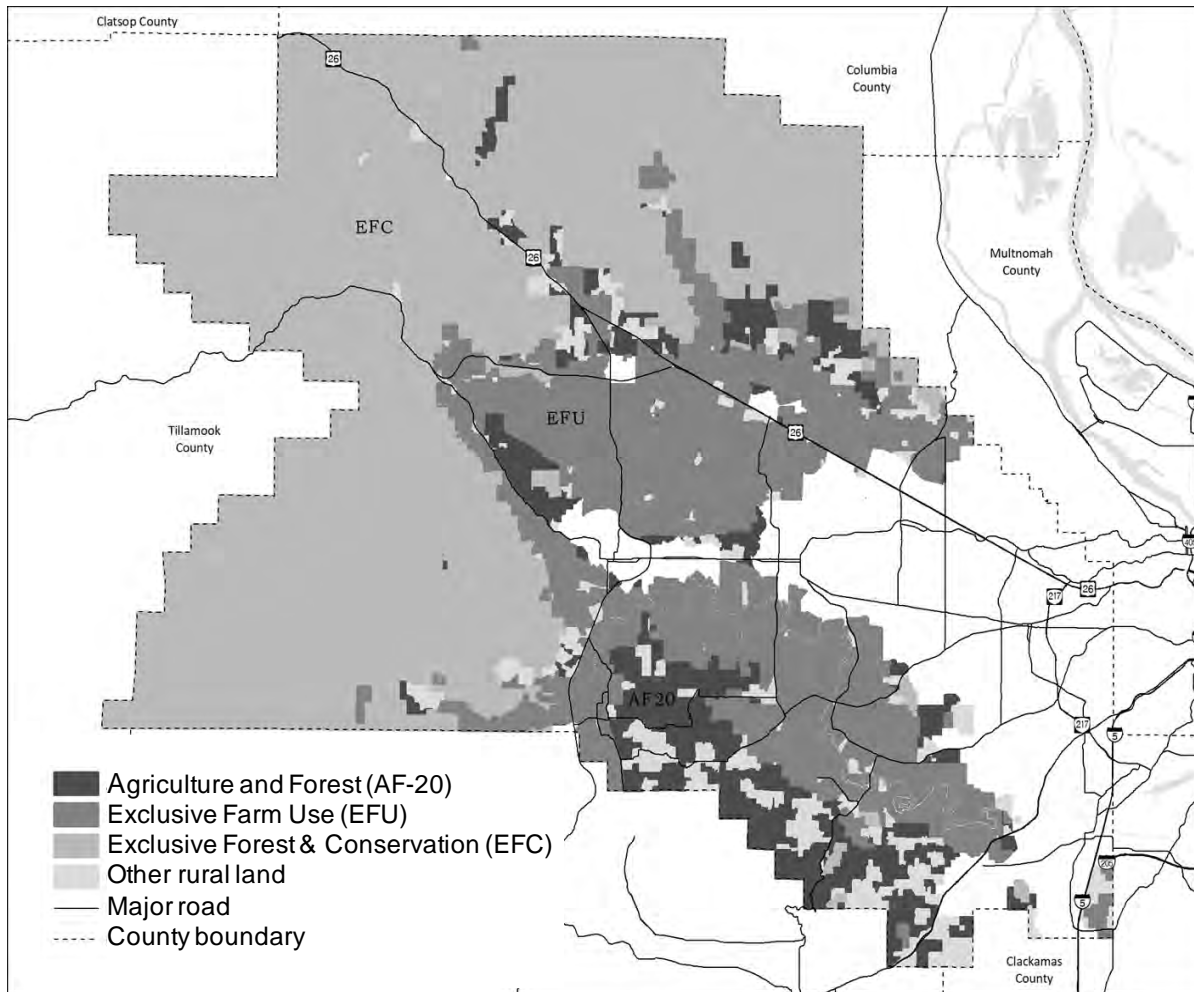 Clatsop County
26
Columbia
County
EFC
26
Multnomah
County
Tillamook
County
EFU
26
405
217
26
AF20
217
5
Agriculture and Forest (AF-20)
Exclusive Farm Use (EFU)
Exclusive Forest & Conservation (EFC)
Other rural land
Major road
County boundary
205
5
Clackamas
County